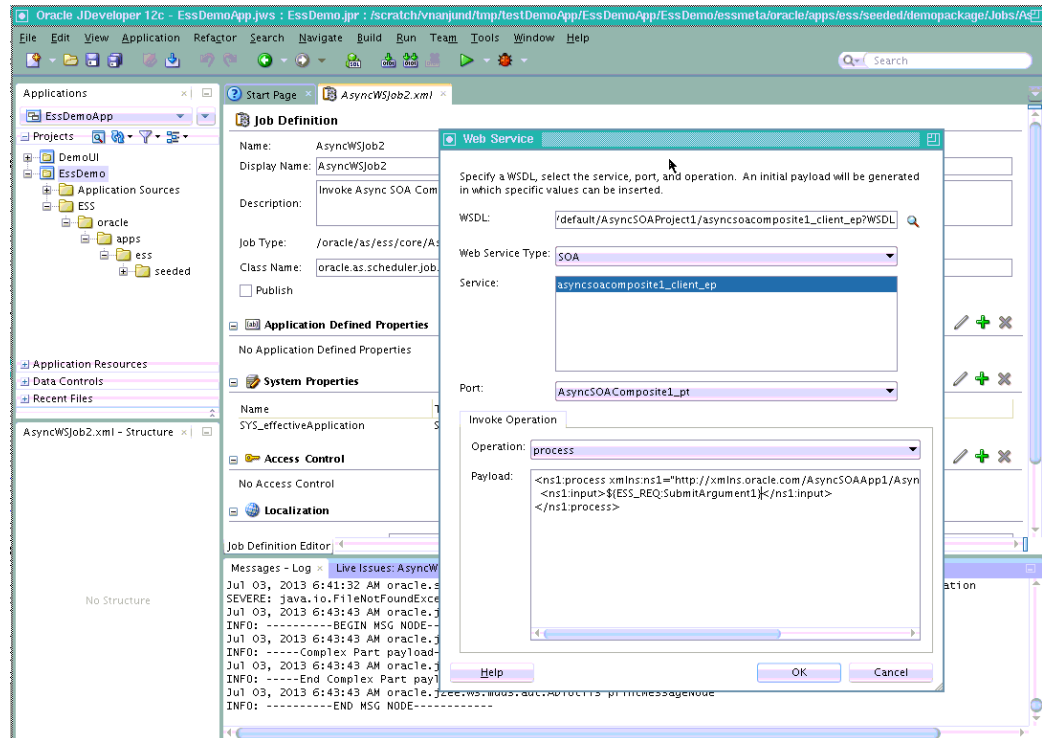 Oracle JDeveloper 12c - EssDemoApp.jws : EssDemo.jpr : /scratch/vnanjund/tmp/testDemoApp/EssDemoApp/EssDemo/essmeta/oracle/apps/ess/seeded/demopackage/Jobs/As
File Edit View Application Refactor Search Navigate Build Run Team Tools Window Help
Search
Applications
Start Page
AsyncWSJob2.xml
EssDemoApp
Projects
DemoUI
EssDemo
Application Sources
ESS
oracle
apps
ess
seeded
Application Resources
Data Controls
Recent Files
AsyncWSJob2.xml - Structure
No Structure
Job Definition
Name: AsyncWSJob2
Display Name: AsyncWSJob2
Description: Invoke Async SOA Com
Job Type: /oracle/as/ess/core/As
Class Name: oracle.as.scheduler.job.
Publish
Application Defined Properties
No Application Defined Properties
System Properties
Name
SYS_effectiveApplication
Access Control
No Access Control
Localization
Job Definition Editor
Web Service
Specify a WSDL, select the service, port, and operation. An initial payload will be generated
in which specific values can be inserted.
WSDL: /default/AsyncSOAProject1/asyncsoacomposite1_client_ep?WSDL
Web Service Type: SOA
Service: asyncsoacomposite1_client_ep
Port: AsyncSOAComposite1_pt
Invoke Operation
Operation: process
Payload: <ns1:process xmlns:ns1="http://xmlns.oracle.com/AsyncSOAApp1/Asyn
<ns1:input>${ESS_REQ:SubmitArgument1}</ns1:input>
</ns1:process>
Help OK Cancel
Messages - Log
Live Issues: AsyncW
Jul 03, 2013 6:41:32 AM oracle.s
ation
SEVERE: java.io.FileNotFoundExce
Jul 03, 2013 6:43:43 AM oracle.j
INFO: ----------BEGIN MSG NODE--
Jul 03, 2013 6:43:43 AM oracle.j
INFO: -----Complex Part payload-
Jul 03, 2013 6:43:43 AM oracle.j
INFO: -----End Complex Part payl
Jul 03, 2013 6:43:43 AM
INFO: ----------END MSG NODE------------